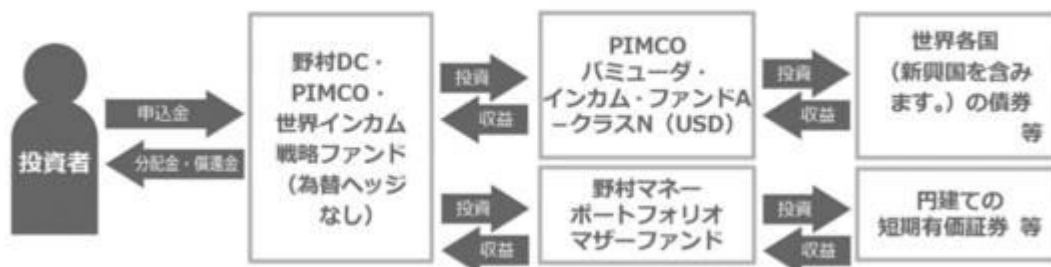 投資者
申込金
分配金・償還金
野村DC・
PIMCO・
世界インカム
戦略ファンド
(為替ヘッジ
なし)
投資
収益
PIMCO
バミューダ・
インカム・ファンドA
-クラスN(USD)
投資
収益
世界各国
(新興国を含み
ます。)の債券
等
投資
収益
野村マネー
ポートフォリオ
マザーファンド
投資
収益
円建ての
短期有価証券 等